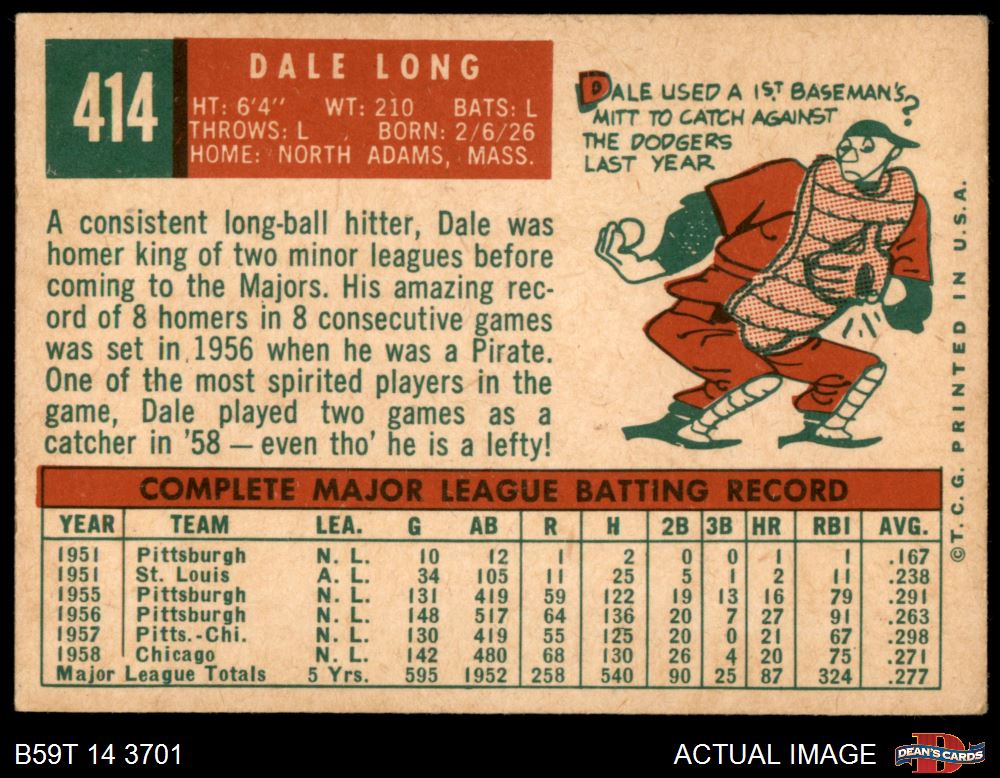 414
DALE LONG
HT: 6'4" WT: 210 BATS: L
THROWS: L BORN: 2/6/26
HOME: NORTH ADAMS, MASS.
DALE USED A 1ST BASEMAN'S
MITT TO CATCH AGAINST
THE DODGERS
LAST YEAR
?
A consistent long-ball hitter, Dale was
homer king of two minor leagues before
coming to the Majors. His amazing rec-
ord of 8 homers in 8 consecutive games
was set in 1956 when he was a Pirate.
One of the most spirited players in the
game, Dale played two games as a
catcher in '58 — even tho' he is a lefty!
COMPLETE MAJOR LEAGUE BATTING RECORD
YEAR TEAM LEA. G AB R H 2B 3B HR RBI AVG.
1951 Pittsburgh N. L. 10 12 1 2 0 0 1 1 .167
1951 St. Louis A. L. 34 105 11 25 5 1 2 11 .238
1955 Pittsburgh N. L. 131 419 59 122 19 13 16 79 .291
1956 Pittsburgh N. L. 148 517 64 136 20 7 27 91 .263
1957 Pitts.-Chi. N. L. 130 419 55 125 20 0 21 67 .298
1958 Chicago N. L. 142 480 68 130 26 4 20 75 .271
Major League Totals 5 Yrs. 595 1952 258 540 90 25 87 324 .277
©T. C. G. PRINTED IN U.S.A.
B59T 14 3701
ACTUAL IMAGE
D
DEAN'S CARDS